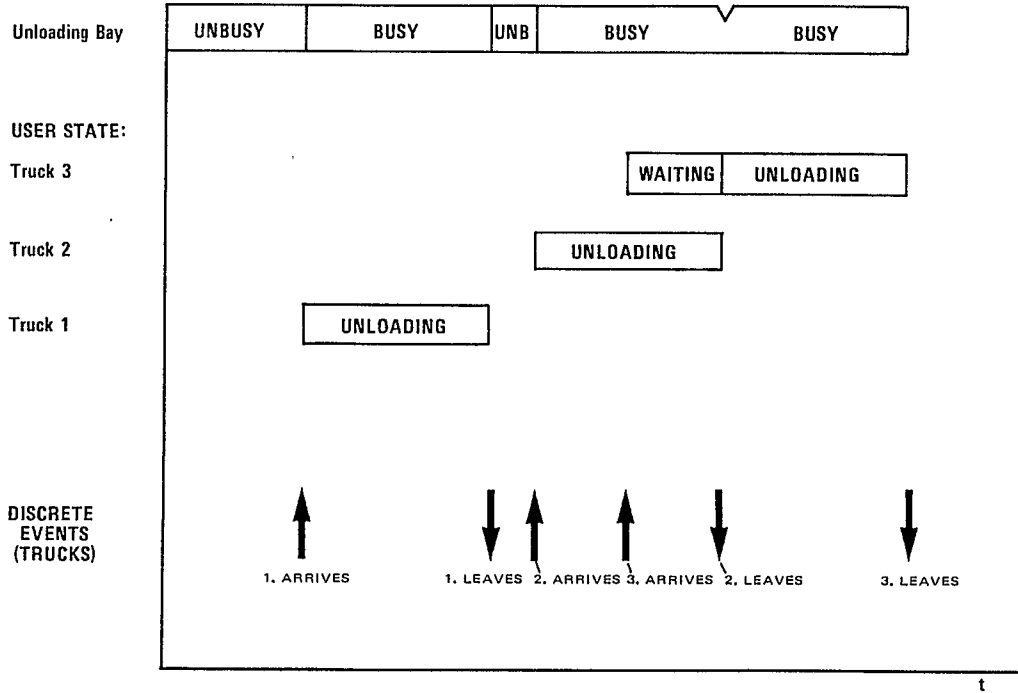 Unloading Bay UNBUSY BUSY UNB BUSY BUSY
USER STATE:
Truck 3 WAITING UNLOADING
Truck 2 UNLOADING
Truck 1 UNLOADING
DISCRETE
EVENTS
(TRUCKS)
1. ARRIVES 1. LEAVES 2. ARRIVES 3. ARRIVES 2. LEAVES 3. LEAVES
t